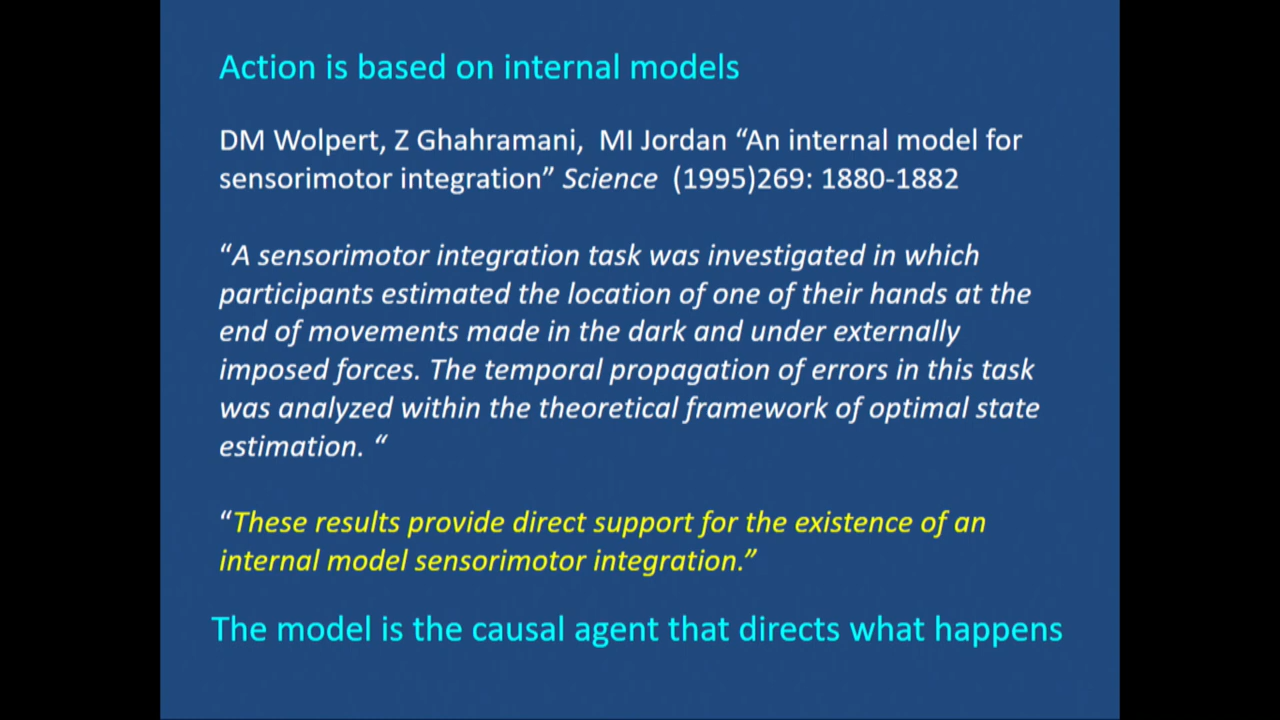 Action is based on internal models
DM Wolpert, Z Ghahramani,  MI Jordan “An internal model for
sensorimotor integration” Science  (1995)269: 1880-1882
“A sensorimotor integration task was investigated in which
participants estimated the location of one of their hands at the
end of movements made in the dark and under externally
imposed forces. The temporal propagation of errors in this task
was analyzed within the theoretical framework of optimal state
estimation. “
“These results provide direct support for the existence of an
internal model sensorimotor integration.”
The model is the causal agent that directs what happens